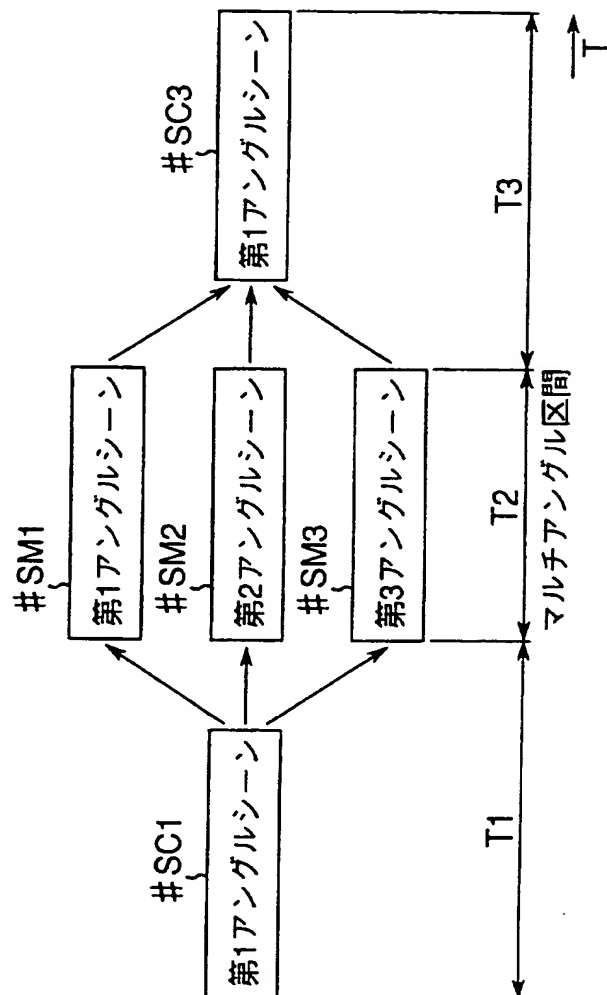 #SC1
第1アングルシーン
#SM1
第1アングルシーン
#SM2
第2アングルシーン
#SM3
第3アングルシーン
#SC3
第1アングルシーン
T1
T2
T3
マルチアングル区間
T